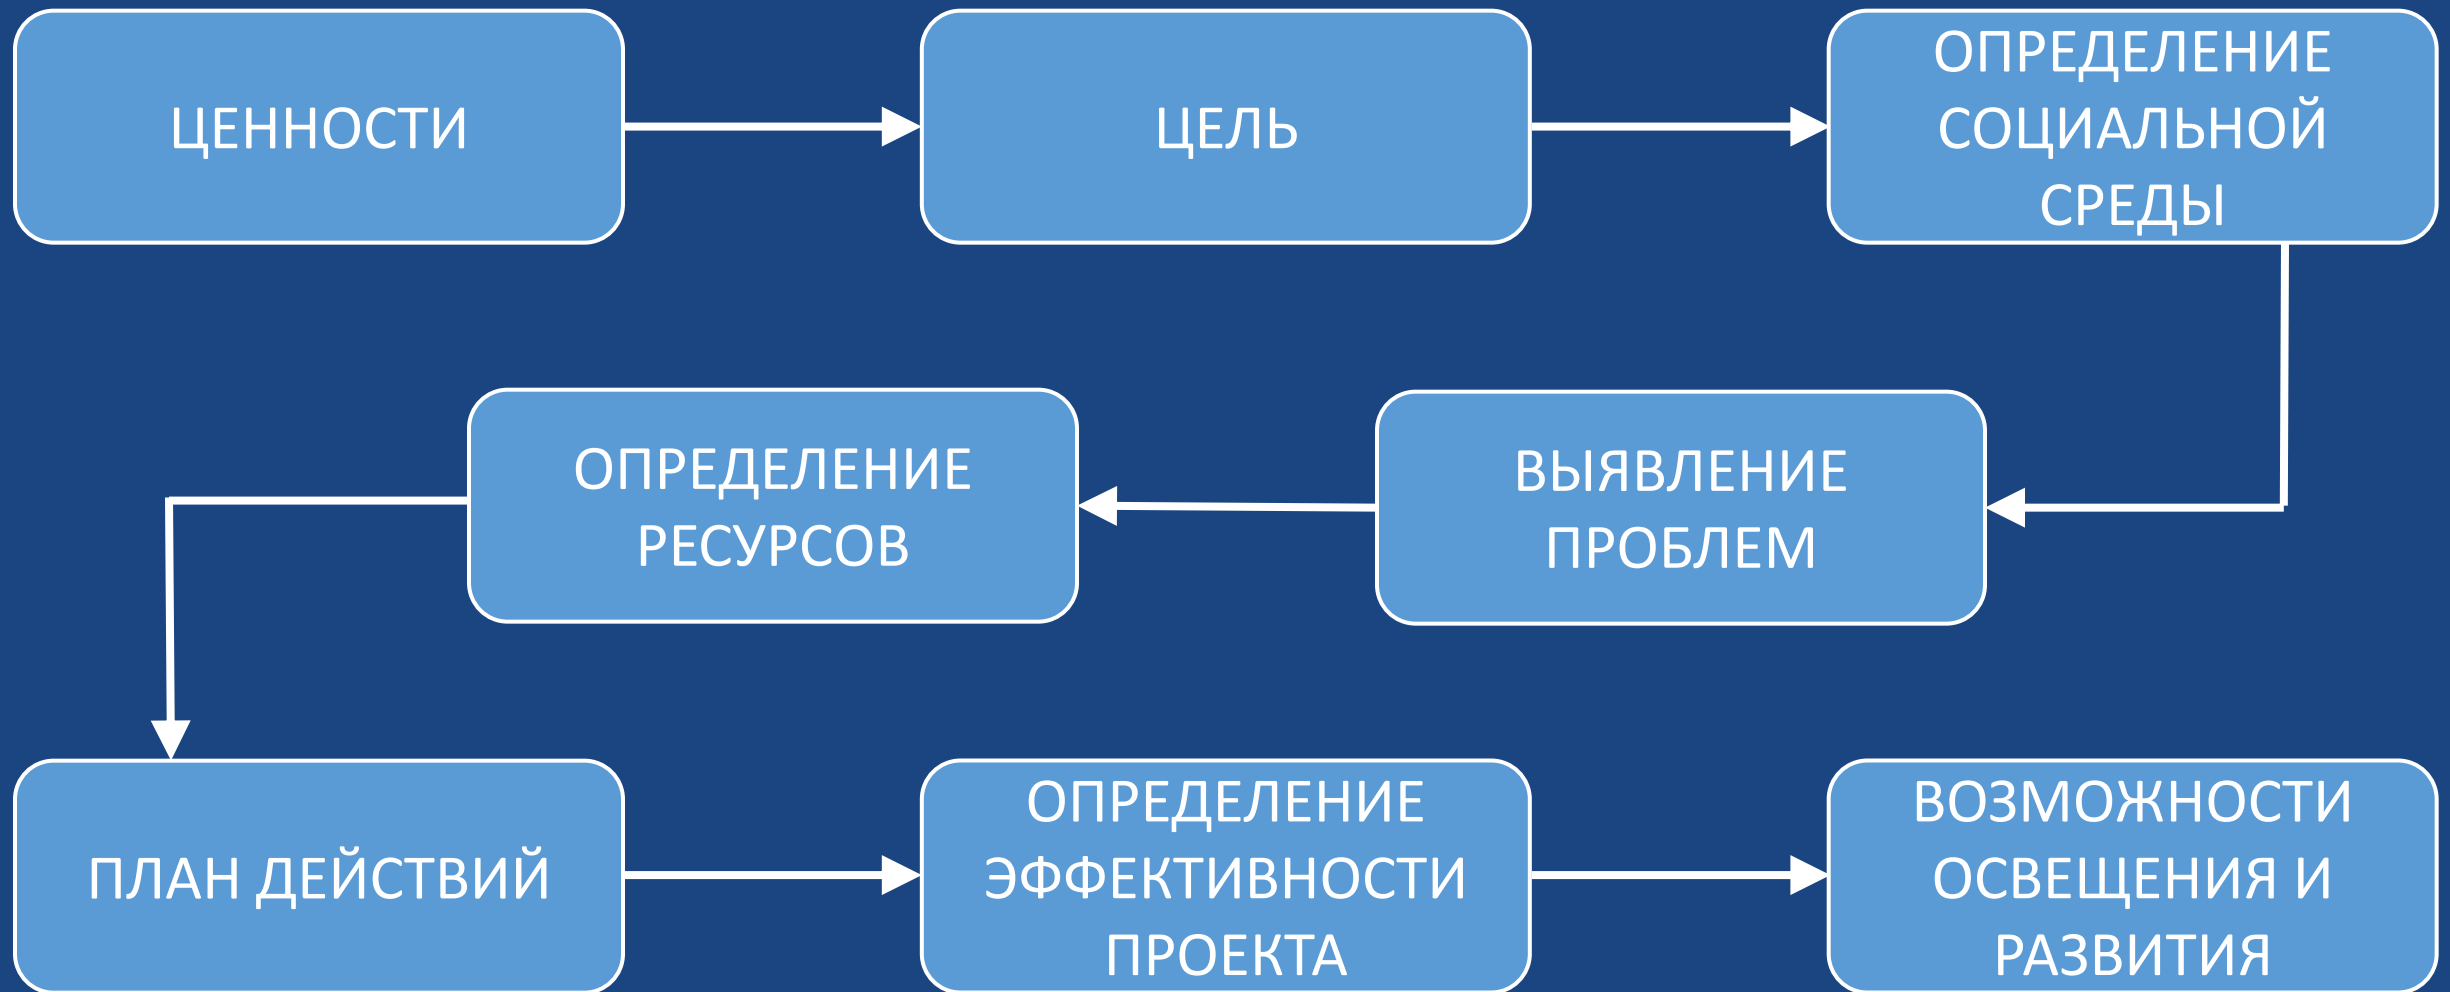 ЦЕННОСТИ
ЦЕЛЬ
ОПРЕДЕЛЕНИЕ
СОЦИАЛЬНОЙ
СРЕДЫ
ВЫЯВЛЕНИЕ
ПРОБЛЕМ
ОПРЕДЕЛЕНИЕ
РЕСУРСОВ
ПЛАН ДЕЙСТВИЙ
ОПРЕДЕЛЕНИЕ
ЭФФЕКТИВНОСТИ
ПРОЕКТА
ВОЗМОЖНОСТИ
ОСВЕЩЕНИЯ И
РАЗВИТИЯ